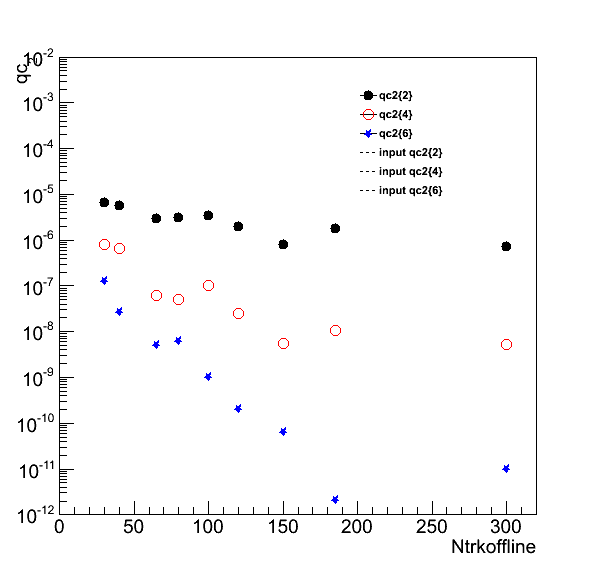 10-2
qc2
10-3
qc2{2}
qc2{4}
qc2{6}
10-4
input qc2{2}
input qc2{4}
10-5
input qc2{6}
10-6
10-7
10-8
10-9
10-10
10-11
10-12
0 50 100 150 200 250 300
Ntrkoffline